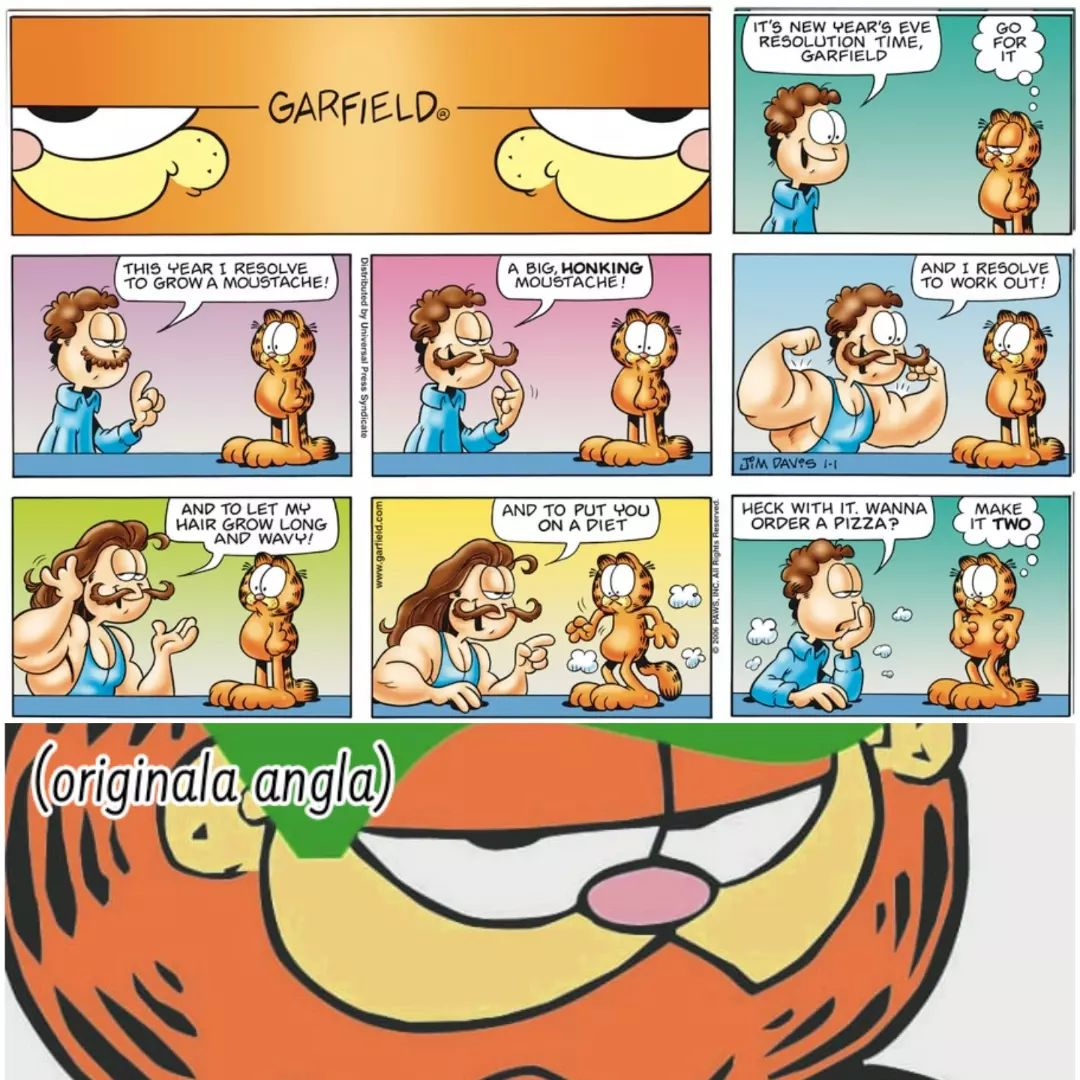 GARFIELD®
IT'S NEW YEAR'S EVE
RESOLUTION TIME,
GARFIELD
GO
FOR
IT
THIS YEAR I RESOLVE
TO GROW A MOUSTACHE!
Distributed by Universal Press Syndicate
A BIG, HONKING
MOUSTACHE!
AND I RESOLVE
TO WORK OUT!
JIM DAVIS 1-1
AND TO LET MY
HAIR GROW LONG
AND WAVY!
www.garfield.com
AND TO PUT YOU
ON A DIET
© 2006 PAWS, INC. All Rights Reserved.
HECK WITH IT. WANNA
ORDER A PIZZA?
MAKE
IT TWO
(originala angla)